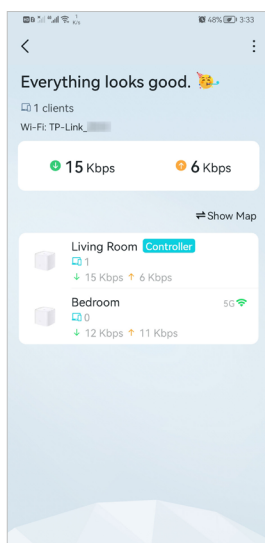 1 K/s 48% 3:33
Everything looks good.
1 clients
Wi-Fi: TP-Link_
15 Kbps 6 Kbps
Show Map
Living Room Controller
1
↓ 15 Kbps ↑ 6 Kbps
Bedroom 5G
0
↓ 12 Kbps ↑ 11 Kbps